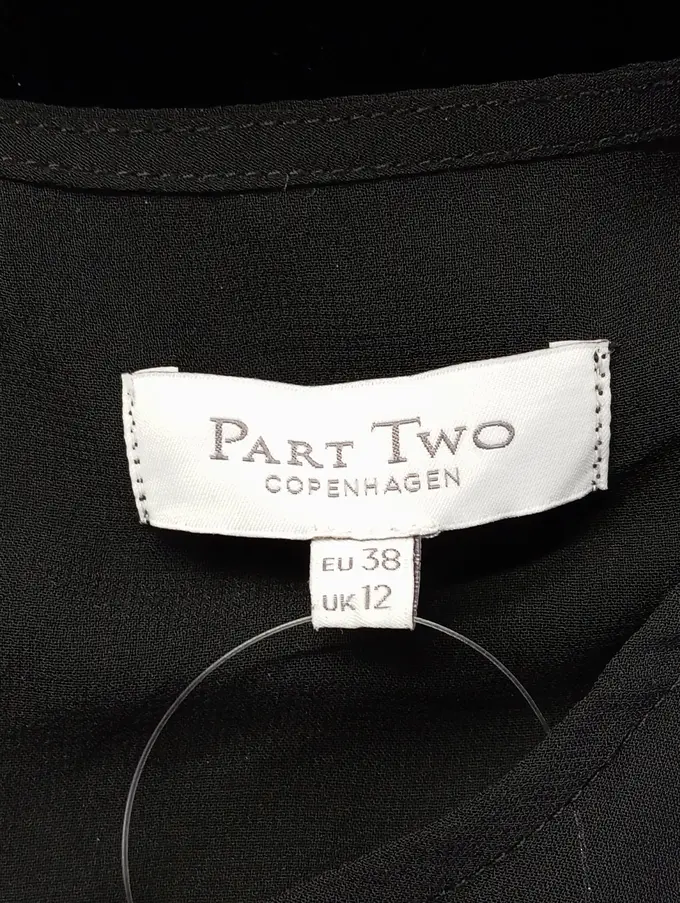 PART TWO
COPENHAGEN
EU 38
UK 12